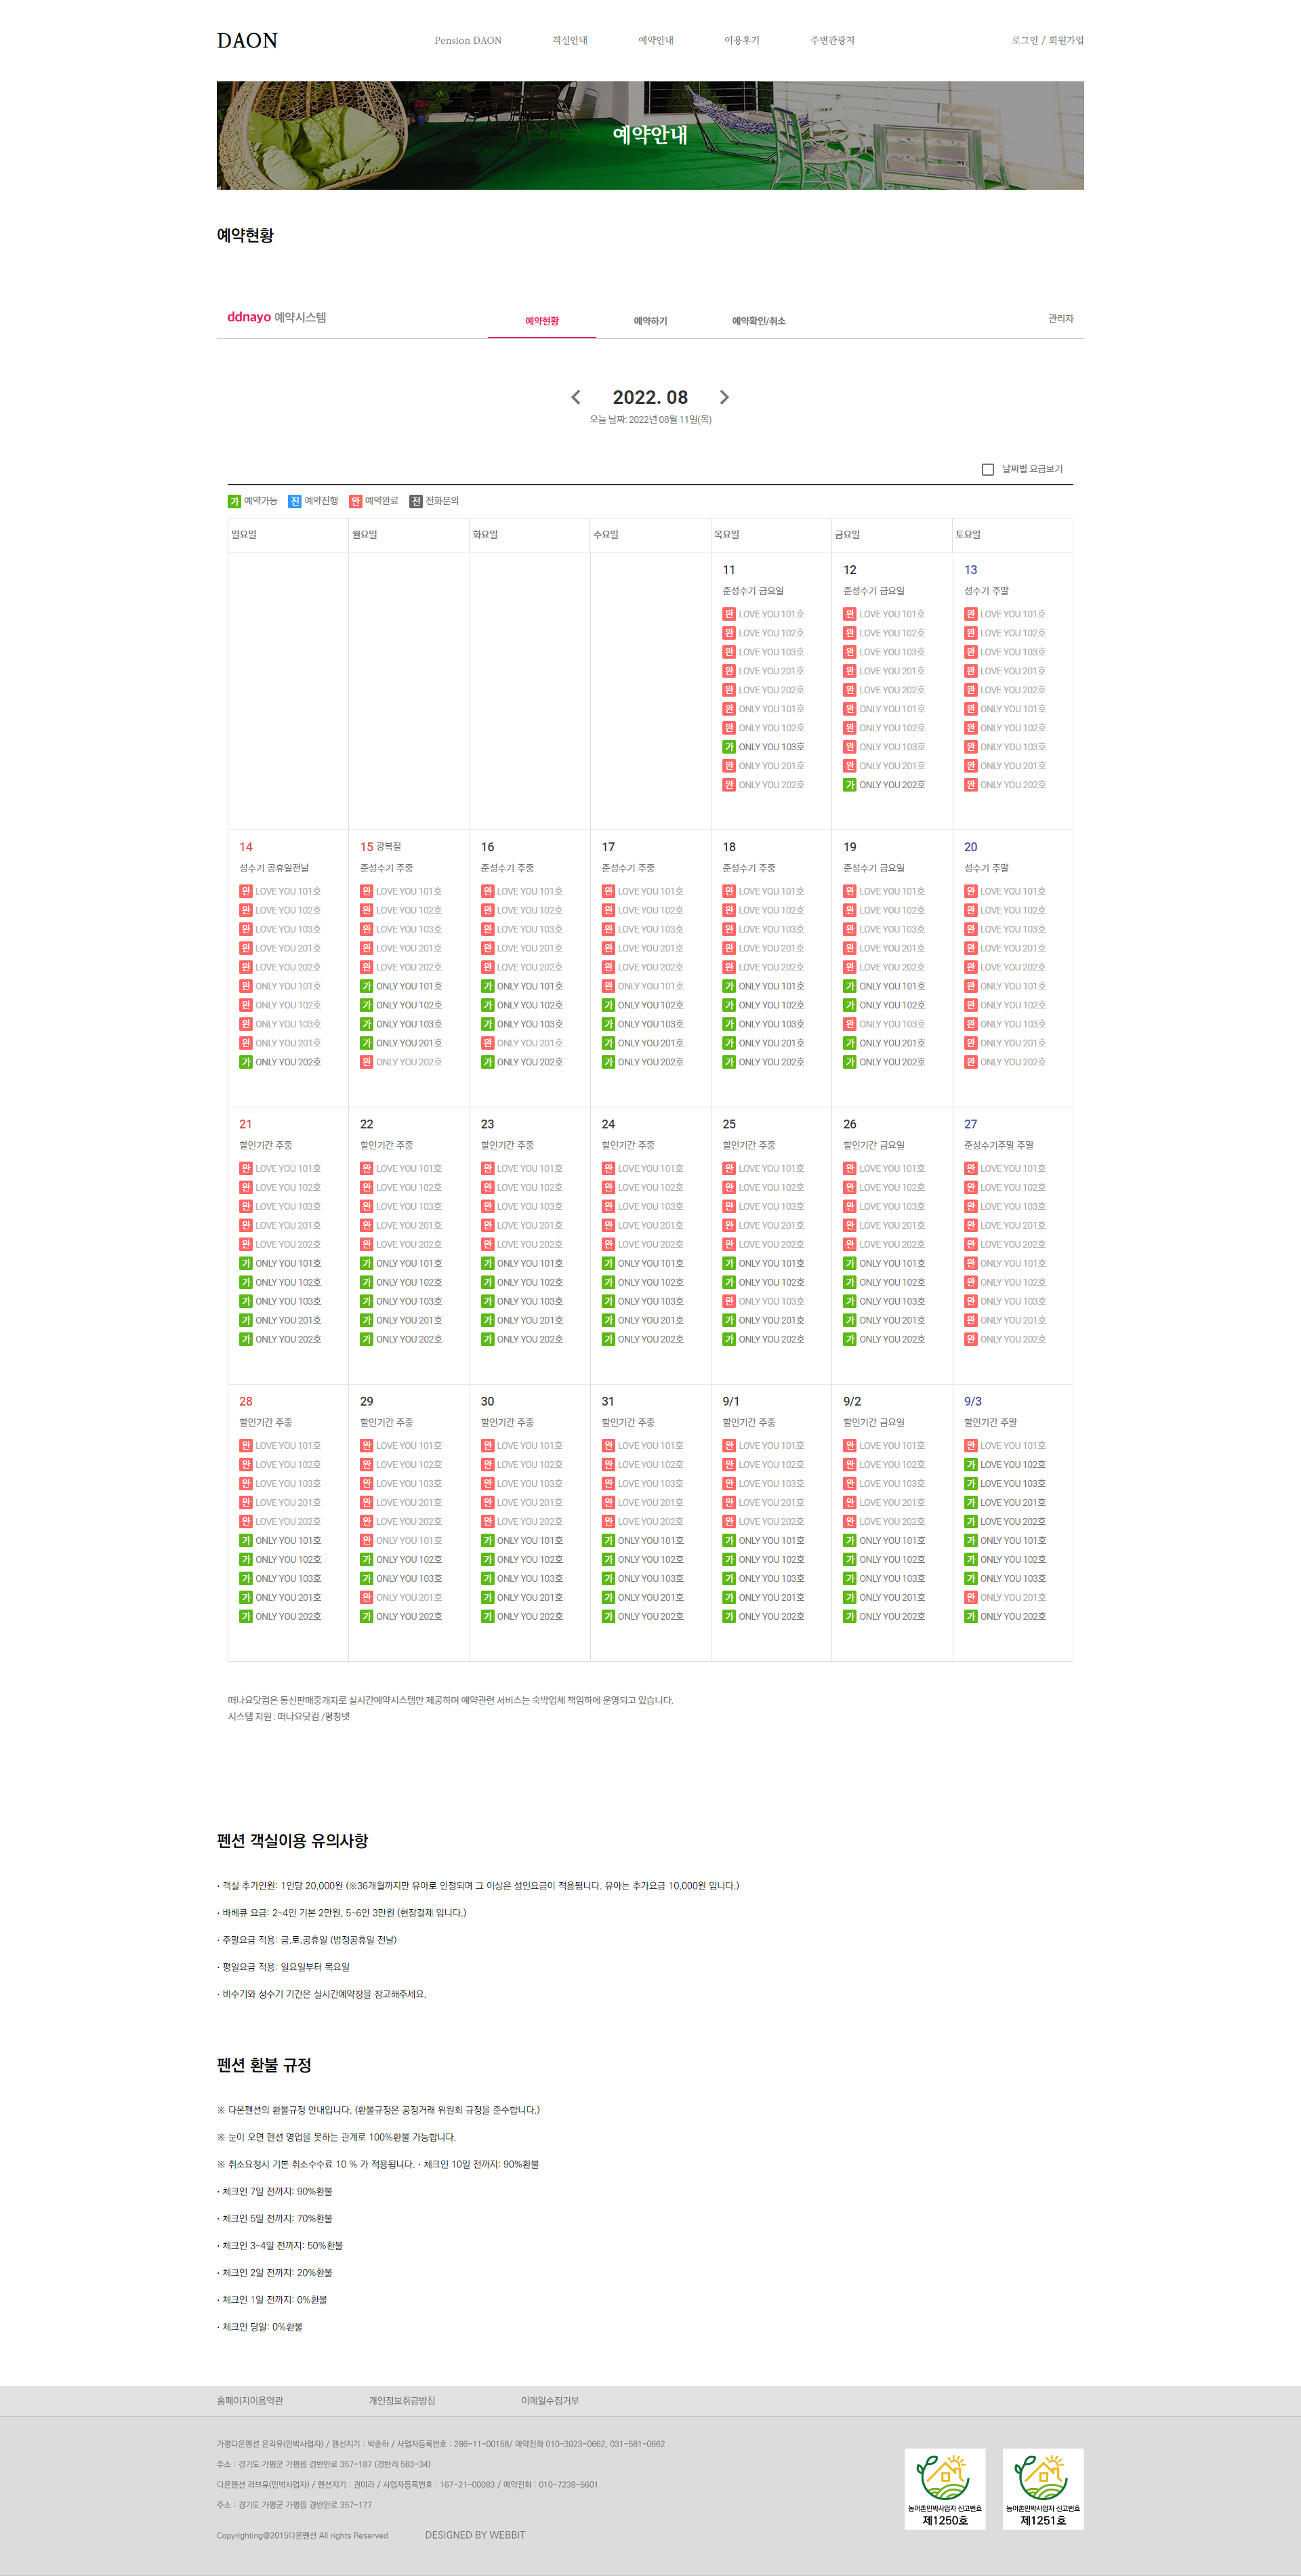 DAON
Pension DAON 객실안내 예약안내 이용후기 주변관광지 로그인 / 회원가입
예약안내
예약현황
ddnayo 예약시스템 예약현황 예약하기 예약확인/취소 관리자
2022. 08
오늘 날짜: 2022년 08월 11일(목)
날짜별 요금보기
가 예약가능 진 예약진행 완 예약완료 전 전화문의
일요일 월요일 화요일 수요일 목요일 금요일 토요일
11 12 13
준성수기 금요일 준성수기 금요일 성수기 주말
완 LOVE YOU 101호 완 LOVE YOU 101호 완 LOVE YOU 101호
완 LOVE YOU 102호 완 LOVE YOU 102호 완 LOVE YOU 102호
완 LOVE YOU 103호 완 LOVE YOU 103호 완 LOVE YOU 103호
완 LOVE YOU 201호 완 LOVE YOU 201호 완 LOVE YOU 201호
완 LOVE YOU 202호 완 LOVE YOU 202호 완 LOVE YOU 202호
완 ONLY YOU 101호 완 ONLY YOU 101호 완 ONLY YOU 101호
완 ONLY YOU 102호 완 ONLY YOU 102호 완 ONLY YOU 102호
가 ONLY YOU 103호 완 ONLY YOU 103호 완 ONLY YOU 103호
완 ONLY YOU 201호 완 ONLY YOU 201호 완 ONLY YOU 201호
완 ONLY YOU 202호 가 ONLY YOU 202호 완 ONLY YOU 202호
14 15 광복절 16 17 18 19 20
성수기 공휴일전날 준성수기 주중 준성수기 주중 준성수기 주중 준성수기 주중 준성수기 금요일 성수기 주말
완 LOVE YOU 101호 완 LOVE YOU 101호 완 LOVE YOU 101호 완 LOVE YOU 101호 완 LOVE YOU 101호 완 LOVE YOU 101호 완 LOVE YOU 101호
완 LOVE YOU 102호 완 LOVE YOU 102호 완 LOVE YOU 102호 완 LOVE YOU 102호 완 LOVE YOU 102호 완 LOVE YOU 102호 완 LOVE YOU 102호
완 LOVE YOU 103호 완 LOVE YOU 103호 완 LOVE YOU 103호 완 LOVE YOU 103호 완 LOVE YOU 103호 완 LOVE YOU 103호 완 LOVE YOU 103호
완 LOVE YOU 201호 완 LOVE YOU 201호 완 LOVE YOU 201호 완 LOVE YOU 201호 완 LOVE YOU 201호 완 LOVE YOU 201호 완 LOVE YOU 201호
완 LOVE YOU 202호 완 LOVE YOU 202호 완 LOVE YOU 202호 완 LOVE YOU 202호 완 LOVE YOU 202호 완 LOVE YOU 202호 완 LOVE YOU 202호
완 ONLY YOU 101호 가 ONLY YOU 101호 가 ONLY YOU 101호 완 ONLY YOU 101호 가 ONLY YOU 101호 가 ONLY YOU 101호 완 ONLY YOU 101호
완 ONLY YOU 102호 가 ONLY YOU 102호 가 ONLY YOU 102호 가 ONLY YOU 102호 가 ONLY YOU 102호 가 ONLY YOU 102호 완 ONLY YOU 102호
완 ONLY YOU 103호 가 ONLY YOU 103호 가 ONLY YOU 103호 가 ONLY YOU 103호 가 ONLY YOU 103호 완 ONLY YOU 103호 완 ONLY YOU 103호
완 ONLY YOU 201호 가 ONLY YOU 201호 완 ONLY YOU 201호 가 ONLY YOU 201호 가 ONLY YOU 201호 가 ONLY YOU 201호 완 ONLY YOU 201호
가 ONLY YOU 202호 완 ONLY YOU 202호 가 ONLY YOU 202호 가 ONLY YOU 202호 가 ONLY YOU 202호 가 ONLY YOU 202호 완 ONLY YOU 202호
21 22 23 24 25 26 27
할인기간 주중 할인기간 주중 할인기간 주중 할인기간 주중 할인기간 주중 할인기간 금요일 준성수기주말 주말
완 LOVE YOU 101호 완 LOVE YOU 101호 완 LOVE YOU 101호 완 LOVE YOU 101호 완 LOVE YOU 101호 완 LOVE YOU 101호 완 LOVE YOU 101호
완 LOVE YOU 102호 완 LOVE YOU 102호 완 LOVE YOU 102호 완 LOVE YOU 102호 완 LOVE YOU 102호 완 LOVE YOU 102호 완 LOVE YOU 102호
완 LOVE YOU 103호 완 LOVE YOU 103호 완 LOVE YOU 103호 완 LOVE YOU 103호 완 LOVE YOU 103호 완 LOVE YOU 103호 완 LOVE YOU 103호
완 LOVE YOU 201호 완 LOVE YOU 201호 완 LOVE YOU 201호 완 LOVE YOU 201호 완 LOVE YOU 201호 완 LOVE YOU 201호 완 LOVE YOU 201호
완 LOVE YOU 202호 완 LOVE YOU 202호 완 LOVE YOU 202호 완 LOVE YOU 202호 완 LOVE YOU 202호 완 LOVE YOU 202호 완 LOVE YOU 202호
가 ONLY YOU 101호 가 ONLY YOU 101호 가 ONLY YOU 101호 가 ONLY YOU 101호 가 ONLY YOU 101호 가 ONLY YOU 101호 완 ONLY YOU 101호
가 ONLY YOU 102호 가 ONLY YOU 102호 가 ONLY YOU 102호 가 ONLY YOU 102호 가 ONLY YOU 102호 가 ONLY YOU 102호 완 ONLY YOU 102호
가 ONLY YOU 103호 가 ONLY YOU 103호 가 ONLY YOU 103호 가 ONLY YOU 103호 완 ONLY YOU 103호 가 ONLY YOU 103호 완 ONLY YOU 103호
가 ONLY YOU 201호 가 ONLY YOU 201호 가 ONLY YOU 201호 가 ONLY YOU 201호 가 ONLY YOU 201호 가 ONLY YOU 201호 완 ONLY YOU 201호
가 ONLY YOU 202호 가 ONLY YOU 202호 가 ONLY YOU 202호 가 ONLY YOU 202호 가 ONLY YOU 202호 가 ONLY YOU 202호 완 ONLY YOU 202호
28 29 30 31 9/1 9/2 9/3
할인기간 주중 할인기간 주중 할인기간 주중 할인기간 주중 할인기간 주중 할인기간 금요일 할인기간 주말
완 LOVE YOU 101호 완 LOVE YOU 101호 완 LOVE YOU 101호 완 LOVE YOU 101호 완 LOVE YOU 101호 완 LOVE YOU 101호 완 LOVE YOU 101호
완 LOVE YOU 102호 완 LOVE YOU 102호 완 LOVE YOU 102호 완 LOVE YOU 102호 완 LOVE YOU 102호 완 LOVE YOU 102호 가 LOVE YOU 102호
완 LOVE YOU 103호 완 LOVE YOU 103호 완 LOVE YOU 103호 완 LOVE YOU 103호 완 LOVE YOU 103호 완 LOVE YOU 103호 가 LOVE YOU 103호
완 LOVE YOU 201호 완 LOVE YOU 201호 완 LOVE YOU 201호 완 LOVE YOU 201호 완 LOVE YOU 201호 완 LOVE YOU 201호 가 LOVE YOU 201호
완 LOVE YOU 202호 완 LOVE YOU 202호 완 LOVE YOU 202호 완 LOVE YOU 202호 완 LOVE YOU 202호 완 LOVE YOU 202호 가 LOVE YOU 202호
가 ONLY YOU 101호 완 ONLY YOU 101호 가 ONLY YOU 101호 가 ONLY YOU 101호 가 ONLY YOU 101호 가 ONLY YOU 101호 가 ONLY YOU 101호
가 ONLY YOU 102호 가 ONLY YOU 102호 가 ONLY YOU 102호 가 ONLY YOU 102호 가 ONLY YOU 102호 가 ONLY YOU 102호 가 ONLY YOU 102호
가 ONLY YOU 103호 가 ONLY YOU 103호 가 ONLY YOU 103호 가 ONLY YOU 103호 가 ONLY YOU 103호 가 ONLY YOU 103호 가 ONLY YOU 103호
가 ONLY YOU 201호 완 ONLY YOU 201호 가 ONLY YOU 201호 가 ONLY YOU 201호 가 ONLY YOU 201호 가 ONLY YOU 201호 완 ONLY YOU 201호
가 ONLY YOU 202호 가 ONLY YOU 202호 가 ONLY YOU 202호 가 ONLY YOU 202호 가 ONLY YOU 202호 가 ONLY YOU 202호 가 ONLY YOU 202호
떠나요닷컴은 통신판매중개자로 실시간예약시스템만 제공하며 예약관련 서비스는 숙박업체 책임하에 운영되고 있습니다.
시스템 지원 : 떠나요닷컴 /평창넷
펜션 객실이용 유의사항
· 객실 추가인원: 1인당 20,000원 (※36개월까지만 유아로 인정되며 그 이상은 성인요금이 적용됩니다. 유아는 추가요금 10,000원 입니다.)
· 바베큐 요금: 2~4인 기본 2만원, 5~6인 3만원 (현장결제 입니다.)
· 주말요금 적용: 금,토,공휴일 (법정공휴일 전날)
· 평일요금 적용: 일요일부터 목요일
· 비수기와 성수기 기간은 실시간예약창을 참고해주세요.
펜션 환불 규정
※ 다온펜션의 환불규정 안내입니다. (환불규정은 공정거래 위원회 규정을 준수합니다.)
※ 눈이 오면 펜션 영업을 못하는 관계로 100%환불 가능합니다.
※ 취소요청시 기본 취소수수료 10 % 가 적용됩니다. · 체크인 10일 전까지: 90%환불
· 체크인 7일 전까지: 90%환불
· 체크인 5일 전까지: 70%환불
· 체크인 3~4일 전까지: 50%환불
· 체크인 2일 전까지: 20%환불
· 체크인 1일 전까지: 0%환불
· 체크인 당일: 0%환불
홈페이지이용약관 개인정보취급방침 이메일수집거부
가평다온펜션 온리유(민박사업자) / 펜션지기 : 박춘하 / 사업자등록번호 : 286-11-00158/ 예약전화 010-3923-0662, 031-581-0662
주소 : 경기도 가평군 가평읍 경반안로 357-187 (경반리 583-34)
다온펜션 러브유(민박사업자) / 펜션지기 : 권미라 / 사업자등록번호 : 167-21-00083 / 예약전화 : 010-7238-5601
주소 : 경기도 가평군 가평읍 경반안로 357-177
Copyrighting@2015다온펜션 All rights Reserved DESIGNED BY WEBBIT
농어촌민박사업자 신고번호 농어촌민박사업자 신고번호
제1250호 제1251호